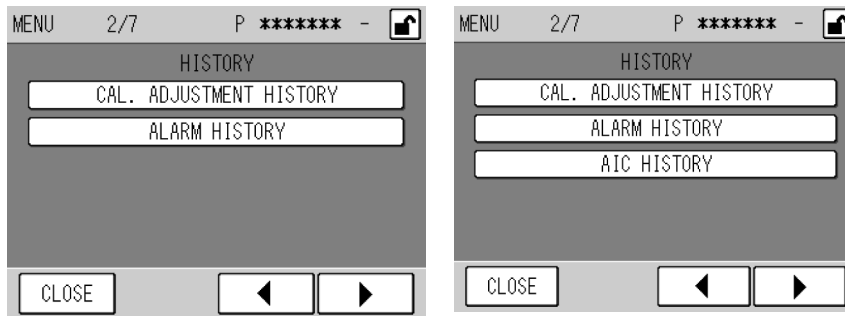 MENU 2/7 P ******* -
HISTORY
CAL. ADJUSTMENT HISTORY
ALARM HISTORY
CLOSE
MENU 2/7 P ******* -
HISTORY
CAL. ADJUSTMENT HISTORY
ALARM HISTORY
AIC HISTORY
CLOSE